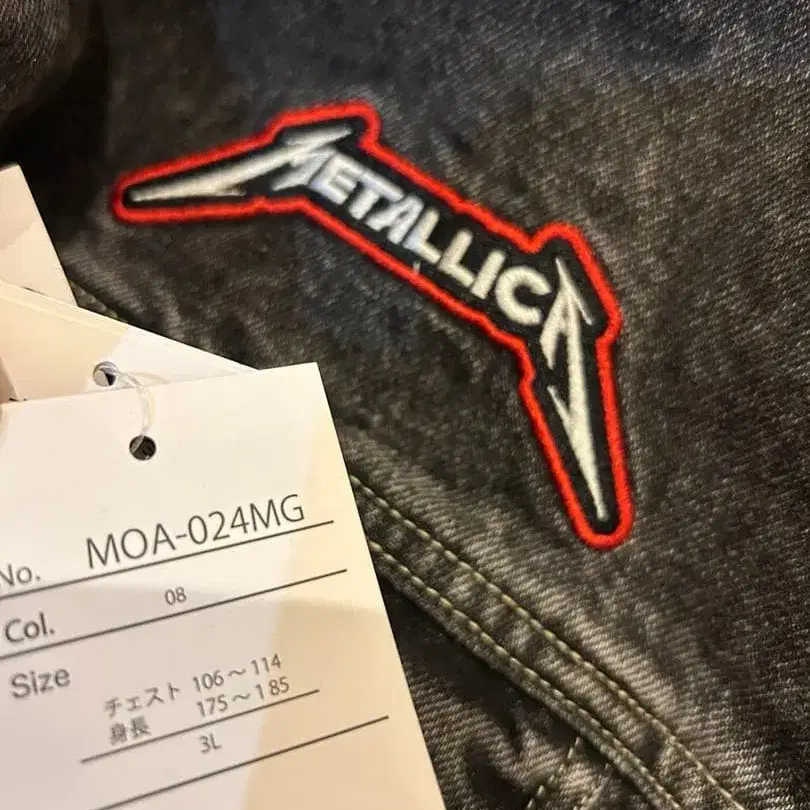 METALLICA
No. MOA-024MG
Col. 08
Size
チェスト 106～114
身長 175～185
3L